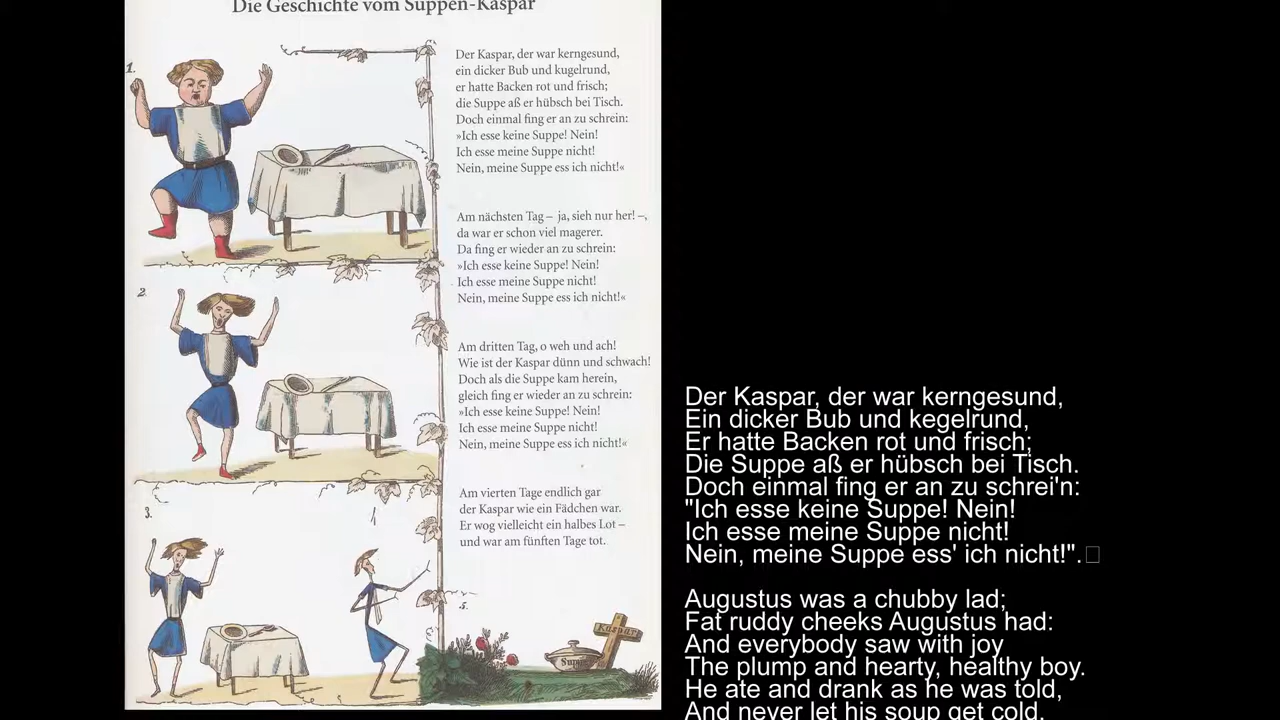 Die Geschichte vom Suppen-Kaspar
1.
Der Kaspar, der war kerngesund,
ein dicker Bub und kugelrund,
er hatte Backen rot und frisch;
die Suppe aß er hübsch bei Tisch.
Doch einmal fing er an zu schrein:
»Ich esse keine Suppe! Nein!
Ich esse meine Suppe nicht!
Nein, meine Suppe ess ich nicht!«
2.
Am nächsten Tag – ja, sieh nur her! –,
da war er schon viel magerer.
Da fing er wieder an zu schrein:
»Ich esse keine Suppe! Nein!
Ich esse meine Suppe nicht!
Nein, meine Suppe ess ich nicht!«
Am dritten Tag, o weh und ach!
Wie ist der Kaspar dünn und schwach!
Doch als die Suppe kam herein,
gleich fing er wieder an zu schrein:
»Ich esse keine Suppe! Nein!
Ich esse meine Suppe nicht!
Nein, meine Suppe ess ich nicht!«
3.
Am vierten Tage endlich gar
der Kaspar wie ein Fädchen war.
Er wog vielleicht ein halbes Lot –
und war am fünften Tage tot.
5.
Kaspar
Suppe
Der Kaspar, der war kerngesund,
Ein dicker Bub und kegelrund,
Er hatte Backen rot und frisch;
Die Suppe aß er hübsch bei Tisch.
Doch einmal fing er an zu schrei'n:
"Ich esse keine Suppe! Nein!
Ich esse meine Suppe nicht!
Nein, meine Suppe ess' ich nicht!".
Augustus was a chubby lad;
Fat ruddy cheeks Augustus had:
And everybody saw with joy
The plump and hearty, healthy boy.
He ate and drank as he was told,
And never let his soup get cold.